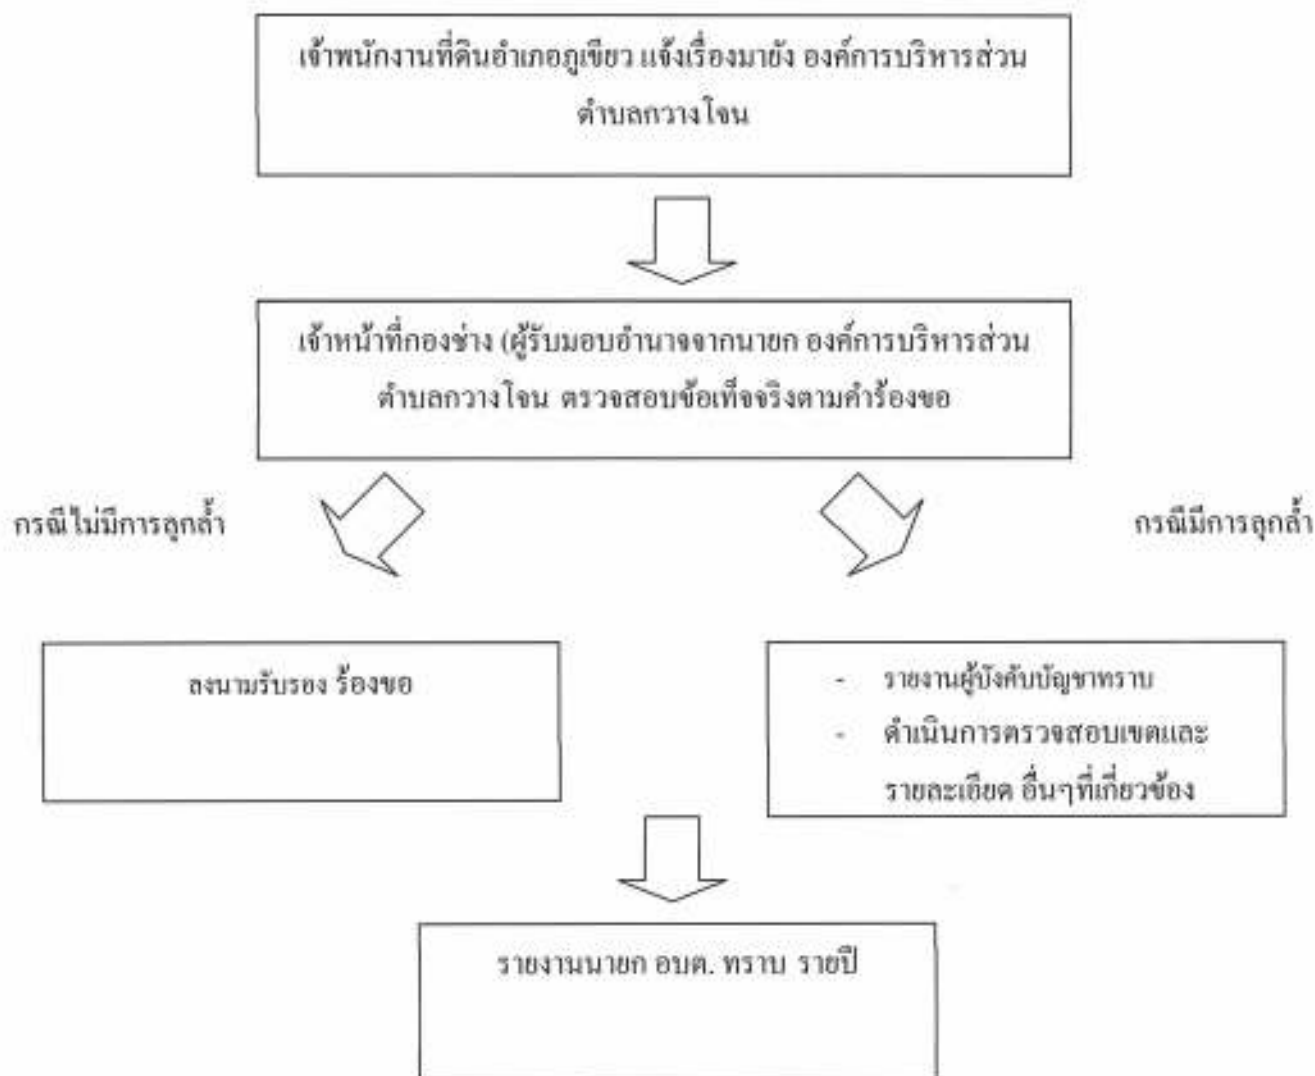 เจ้าพนักงานที่ดินอำเภอภูเขียว แจ้งเรื่องมายัง องค์การบริหารส่วน
ตำบลกวางโจน
เจ้าหน้าที่กองช่าง (ผู้รับมอบอำนาจจากนายก องค์การบริหารส่วน
ตำบลกวางโจน ตรวจสอบข้อเท็จจริงตามคำร้องขอ
กรณีไม่มีการลุกล้ำ
กรณีมีการลุกล้ำ
ลงนามรับรอง ร้องขอ
- รายงานผู้บังคับบัญชาทราบ
- ดำเนินการตรวจสอบเขตและ
รายละเอียด อื่นๆที่เกี่ยวข้อง
รายงานนายก อบต. ทราบ รายปี